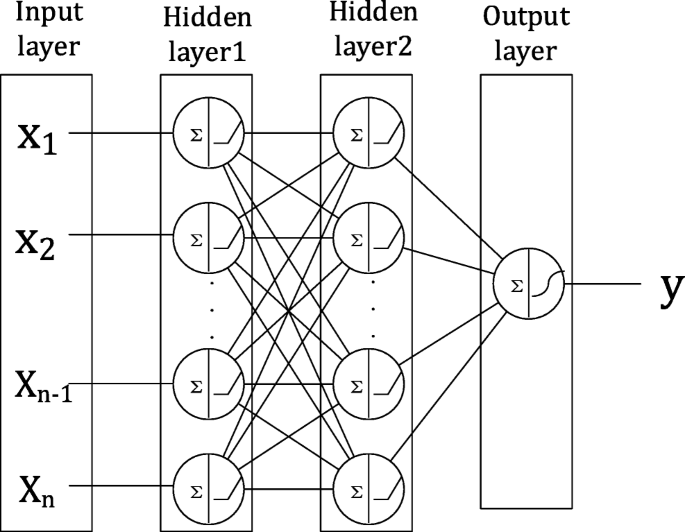 Input
layer
Hidden
layer1
Hidden
layer2
Output
layer
x1
x2
Xn-1
Xn
Σ
Σ
Σ
Σ
Σ
Σ
Σ
Σ
Σ
y